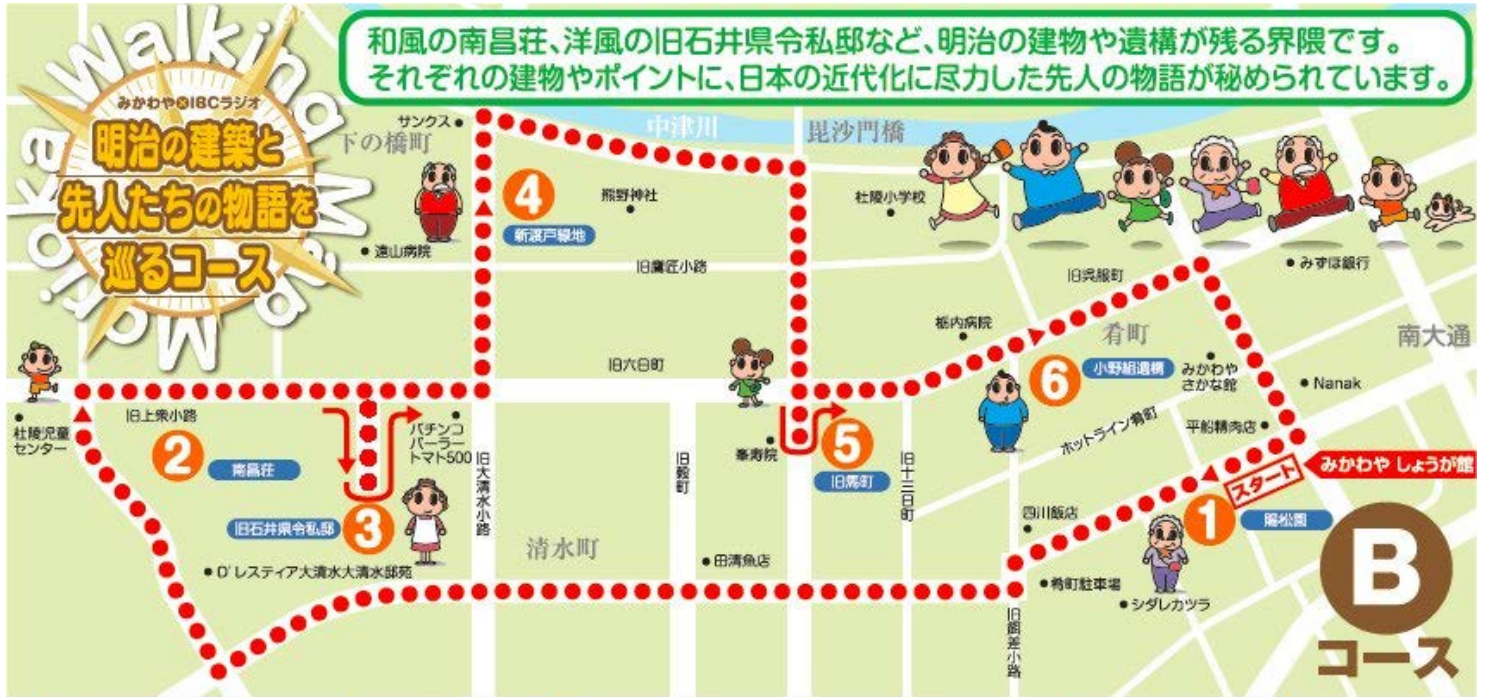 和風の南昌荘、洋風の旧石井県令私邸など、明治の建物や遺構が残る界隈です。
それぞれの建物やポイントに、日本の近代化に尽力した先人の物語が秘められています。
Walking Map Morioka
みかわや×IBCラジオ
明治の建築と
先人たちの物語を
巡るコース
サンクス
下の橋町
中津川
毘沙門橋
4
新渡戸緑地
熊野神社
杜陵小学校
遠山病院
旧鷹匠小路
旧呉服町
みずほ銀行
栃内病院
肴町
南大通
旧六日町
6
小野組遺構
みかわや
さかな館
Nanak
杜陵児童
センター
旧上衆小路
2
南昌荘
パチンコ
パーラー
トマト500
旧大清水小路
旧穀町
峯寿院
5
旧馬町
旧十三日町
ホットライン肴町
平船精肉店
スタート
みかわや しょうが館
旧石井県令私邸
3
清水町
四川飯店
1
賜松園
D'レスティア大清水大清水邸苑
田清魚店
肴町駐車場
シダレカツラ
旧餌差小路
B
コース